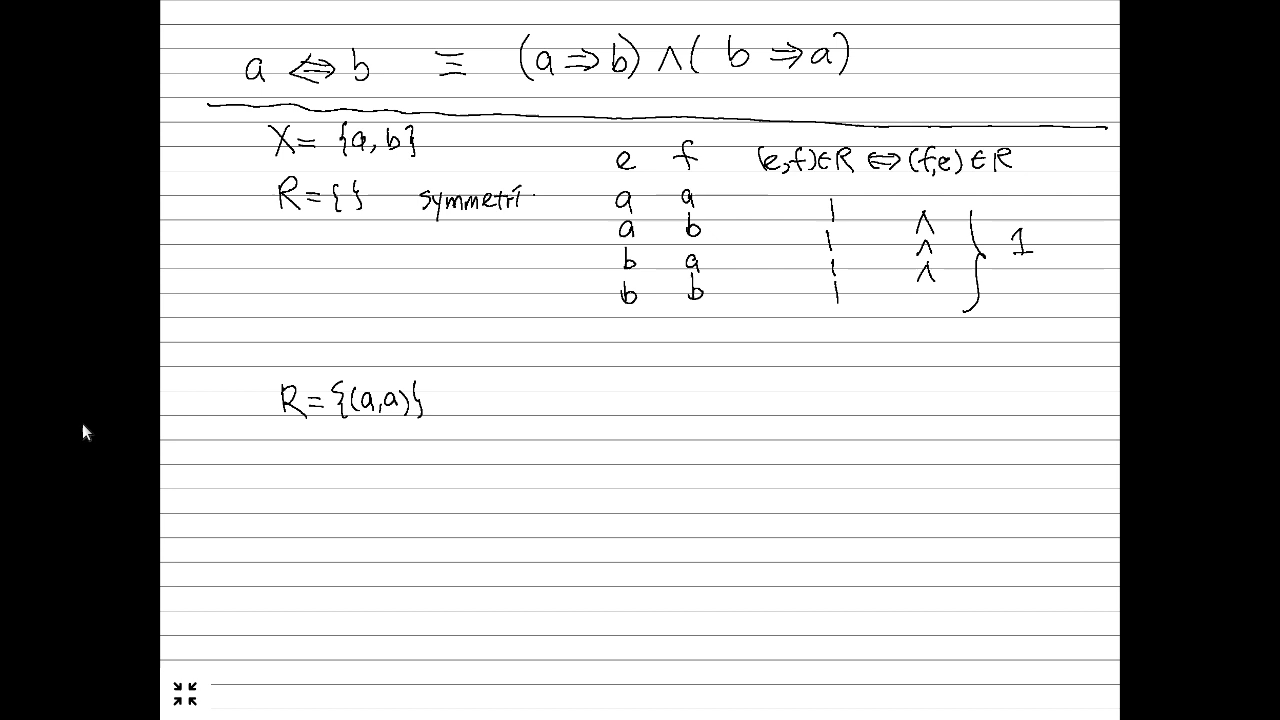 a ⇔ b ≡ (a ⇒ b) ∧ ( b ⇒ a)
X = {a, b}
e f (e,f) ∈ R ⇔ (f,e) ∈ R
R = { } symmetri
a a 1 ∧
a b 1 ∧ } 1
b a 1 ∧
b b 1
R = {(a,a)}